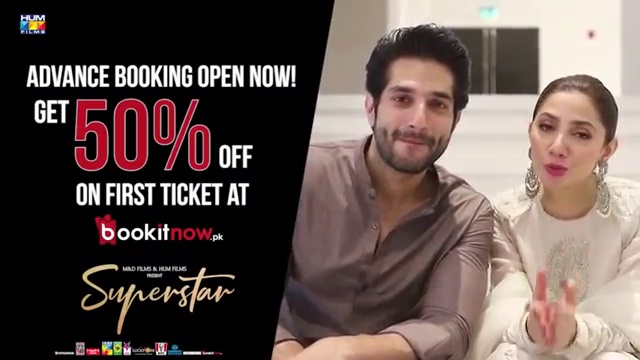 HUM
FILMS
ADVANCE BOOKING OPEN NOW!
GET 50% OFF
ON FIRST TICKET AT
bookitnow.pk
M&D FILMS & HUM FILMS
PRESENT
Superstar